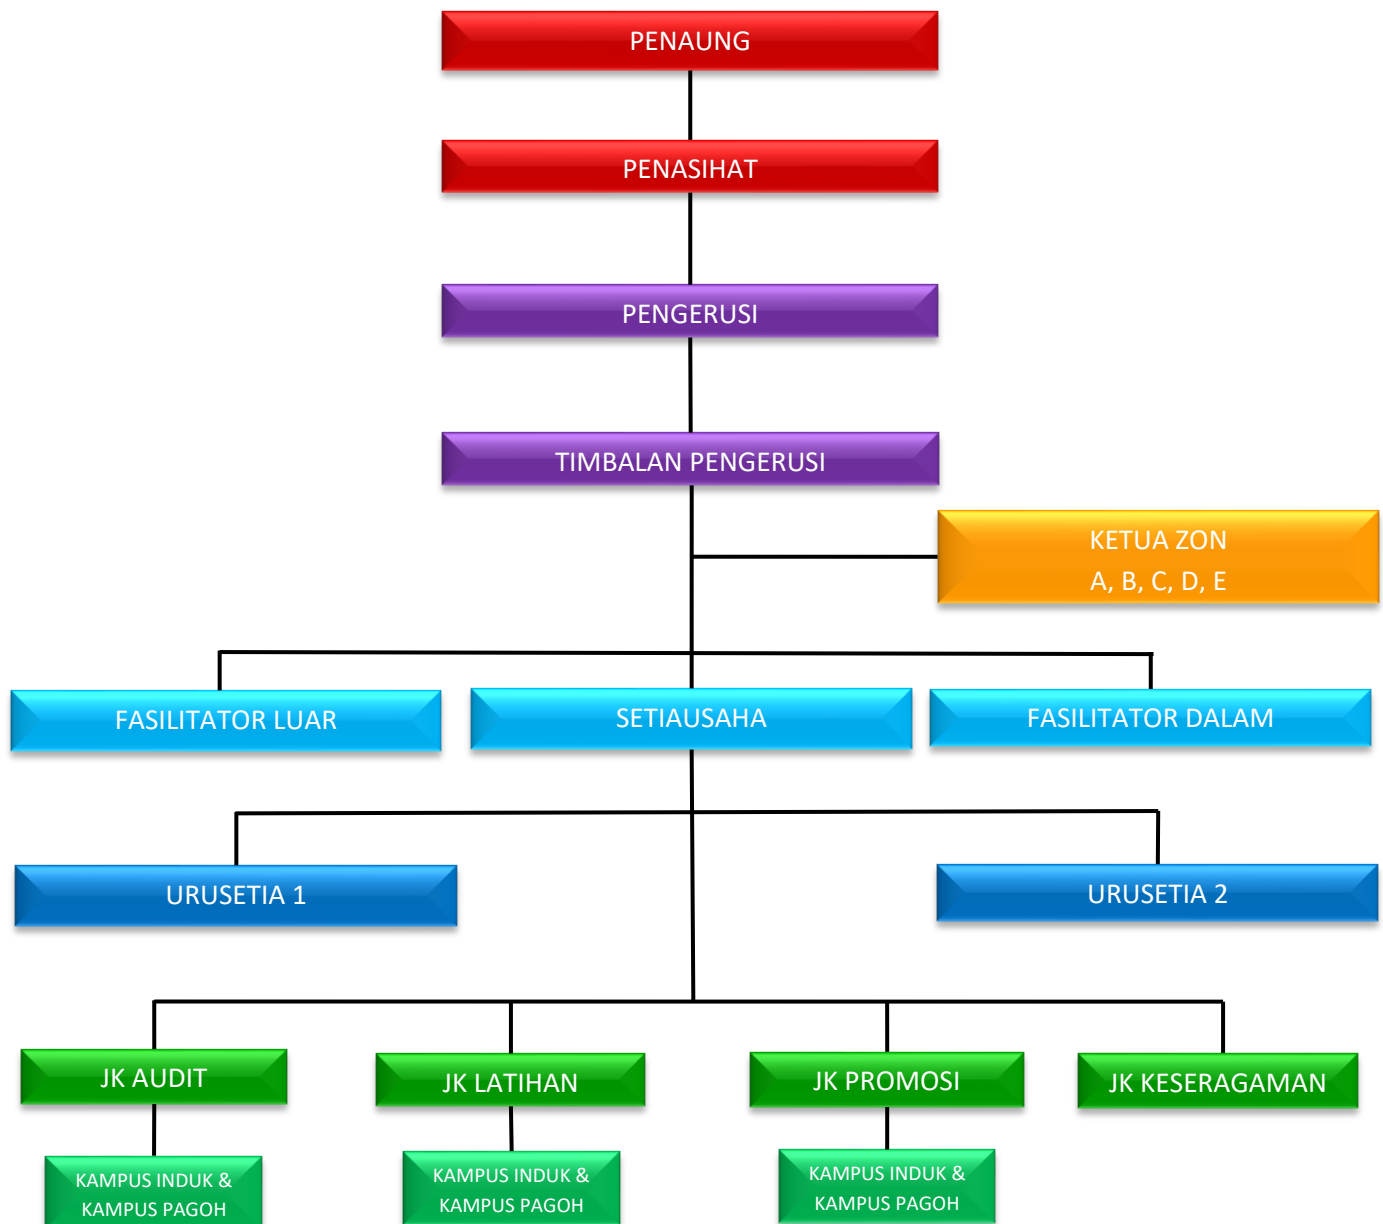 PENAUNG
PENASIHAT
PENGERUSI
TIMBALAN PENGERUSI
KETUA ZON
A, B, C, D, E
FASILITATOR LUAR
SETIAUSAHA
FASILITATOR DALAM
URUSETIA 1
URUSETIA 2
JK AUDIT
JK LATIHAN
JK PROMOSI
JK KESERAGAMAN
KAMPUS INDUK &
KAMPUS PAGOH
KAMPUS INDUK &
KAMPUS PAGOH
KAMPUS INDUK &
KAMPUS PAGOH